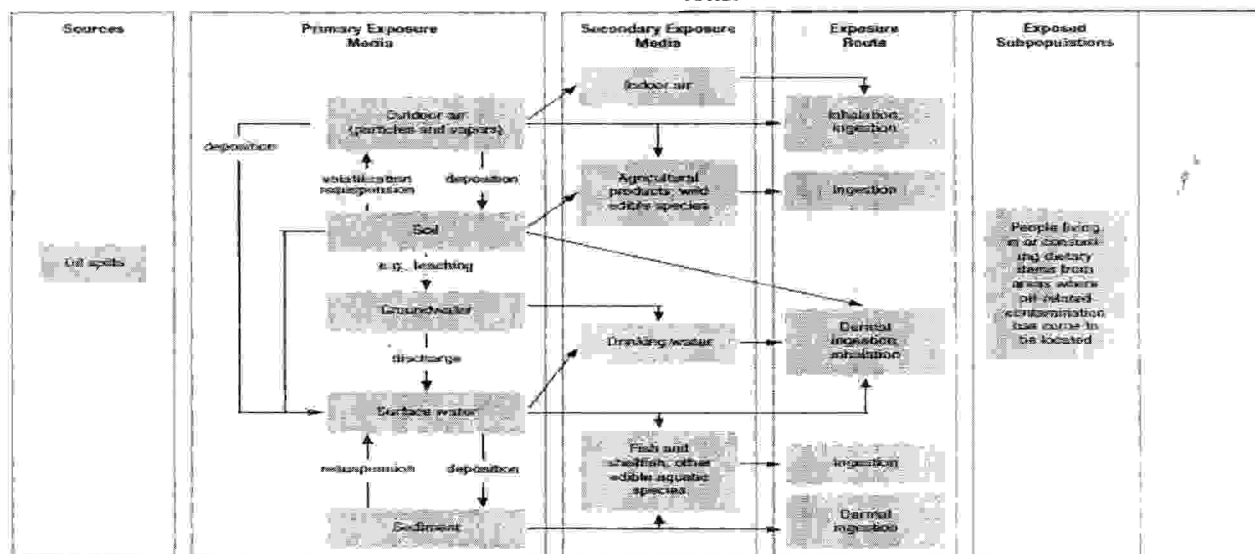 Sources
Primary Exposure
Media
Secondary Exposure
Media
Exposure
Route
Exposed
Subpopulations
Indoor air
Outdoor air
(particles and vapors)
Inhalation,
ingestion
deposition
volatilization
resuspension
deposition
Agricultural
products, wild
edible species
Ingestion
Soil
Oil spills
People living
in or consum-
ing dietary
items from
areas where
oil-related
contamination
has come to
be located
e.g., leaching
Groundwater
Drinking water
Dermal
ingestion,
inhalation
discharge
Surface water
resuspension
deposition
Fish and
shellfish, other
edible aquatic
species
Ingestion
Sediment
Dermal
ingestion